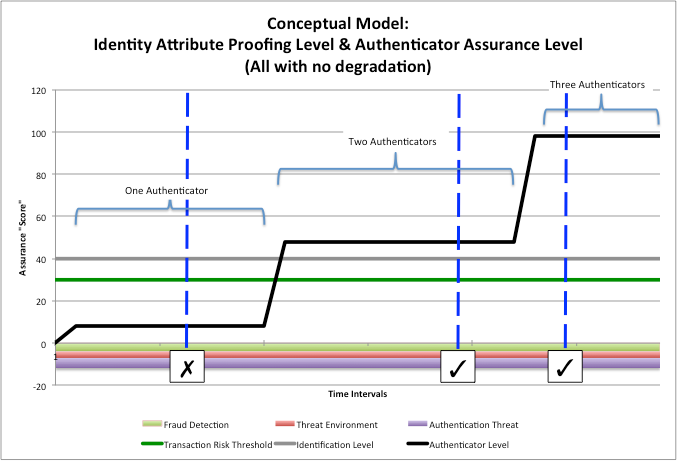 Conceptual Model:
Identity Attribute Proofing Level & Authenticator Assurance Level
(All with no degradation)
120
100
80
60
40
20
0
-20
Assurance "Score"
One Authenticator
Two Authenticators
Three Authenticators
1
✗
✓
✓
Time Intervals
Fraud Detection
Threat Environment
Authentication Threat
Transaction Risk Threshold
Identification Level
Authenticator Level